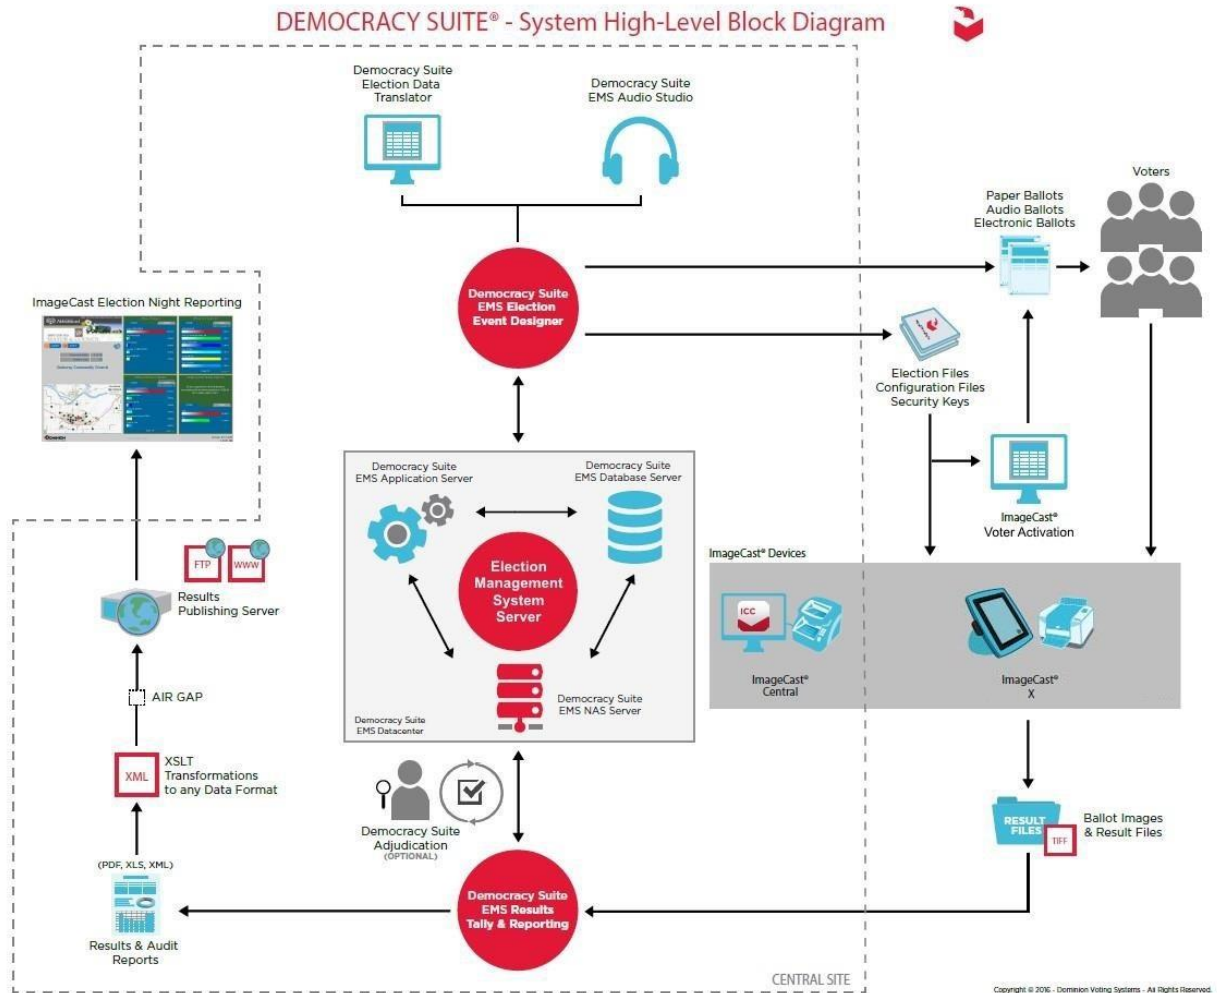 DEMOCRACY SUITE® - System High-Level Block Diagram
Democracy Suite
Election Data
Translator
Democracy Suite
EMS Audio Studio
Voters
Paper Ballots
Audio Ballots
Electronic Ballots
Democracy Suite
EMS Election
Event Designer
ImageCast Election Night Reporting
Election Files
Configuration Files
Security Keys
Democracy Suite
EMS Application Server
Democracy Suite
EMS Database Server
ImageCast®
Voter Activation
ImageCast® Devices
FTP
WWW
Results
Publishing Server
Election
Management
System
Server
ICC
ImageCast®
Central
ImageCast®
X
AIR GAP
Democracy Suite
EMS NAS Server
Democracy Suite
EMS Datacenter
XML
XSLT
Transformations
to any Data Format
Democracy Suite
Adjudication
(OPTIONAL)
RESULT
FILES
TIFF
Ballot Images
& Result Files
(PDF, XLS, XML)
Results & Audit
Reports
Democracy Suite
EMS Results
Tally & Reporting
CENTRAL SITE
Copyright © 2016 - Dominion Voting Systems - All Rights Reserved.